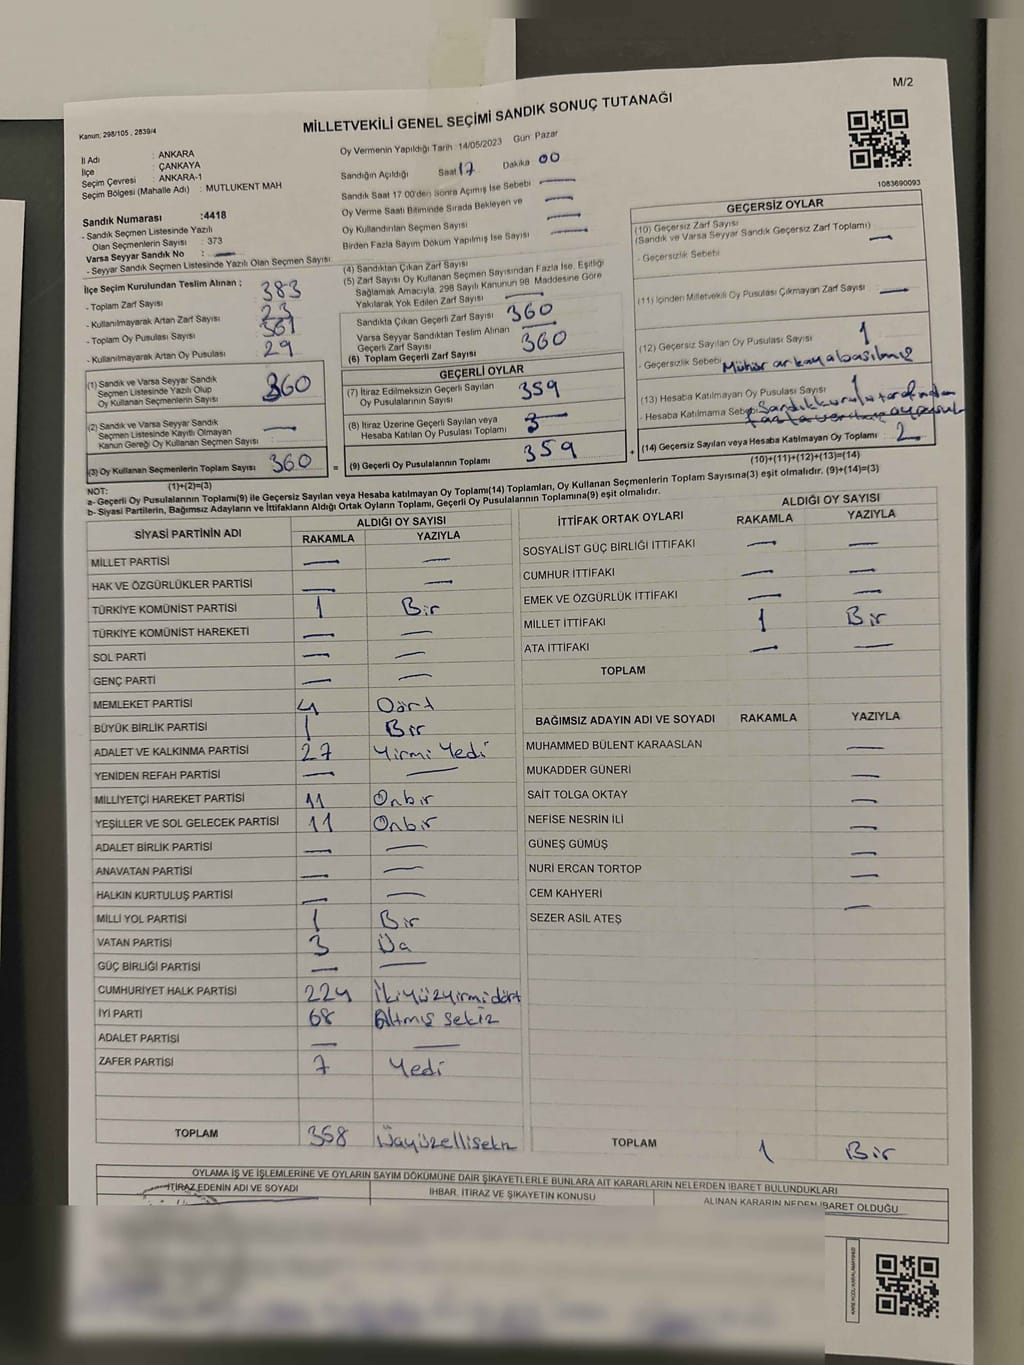 M/2
Kanun; 298/105 , 2839/4
MİLLETVEKİLİ GENEL SEÇİMİ SANDIK SONUÇ TUTANAĞI
İl Adı : ANKARA
İlçe : ÇANKAYA
Seçim Çevresi : ANKARA-1
Seçim Bölgesi (Mahalle Adı) : MUTLUKENT MAH
Sandık Numarası :4418
- Sandık Seçmen Listesinde Yazılı
Olan Seçmenlerin Sayısı : 373
Varsa Seyyar Sandık No : —
- Seyyar Sandık Seçmen Listesinde Yazılı Olan Seçmen Sayısı:
İlçe Seçim Kurulundan Teslim Alınan ;
- Toplam Zarf Sayısı : 383
- Kullanılmayarak Artan Zarf Sayısı : 23
- Toplam Oy Pusulası Sayısı :
- Kullanılmayarak Artan Oy Pusulası : 29
(1) Sandık ve Varsa Seyyar Sandık
Seçmen Listesinde Yazılı Olup
Oy Kullanan Seçmenlerin Sayısı : 360
(2) Sandık ve Varsa Seyyar Sandık
Seçmen Listesinde Kayıtlı Olmayan
Kanun Gereği Oy Kullanan Seçmen Sayısı : —
(3) Oy Kullanan Seçmenlerin Toplam Sayısı : 360
(1)+(2)=(3)
Oy Vermenin Yapıldığı Tarih :14/05/2023 Gün: Pazar
Sandığın Açıldığı Saat 17 Dakika 00
Sandık Saat 17.00'den Sonra Açmış İse Sebebi —
Oy Verme Saati Bitiminde Sırada Bekleyen ve
Oy Kullandırılan Seçmen Sayısı —
Birden Fazla Sayım Döküm Yapılmış İse Sayısı —
(4) Sandıktan Çıkan Zarf Sayısı
(5) Zarf Sayısı Oy Kullanan Seçmen Sayısından Fazla İse, Eşitliği
Sağlamak Amacıyla, 298 Sayılı Kanunun 98. Maddesine Göre
Yakılarak Yok Edilen Zarf Sayısı —
Sandıkta Çıkan Geçerli Zarf Sayısı : 360
Varsa Seyyar Sandıktan Teslim Alınan
Geçerli Zarf Sayısı : —
(6) Toplam Geçerli Zarf Sayısı : 360
GEÇERLİ OYLAR
(7) İtiraz Edilmeksizin Geçerli Sayılan
Oy Pusulalarının Sayısı : 359
(8) İtiraz Üzerine Geçerli Sayılan veya
Hesaba Katılan Oy Pusulası Toplamı :
= (9) Geçerli Oy Pusulalarının Toplamı : 359
1083690093
GEÇERSİZ OYLAR
(10) Geçersiz Zarf Sayısı
(Sandık ve Varsa Seyyar Sandık Geçersiz Zarf Toplamı) : —
- Geçersizlik Sebebi:
(11) İçinden Milletvekili Oy Pusulası Çıkmayan Zarf Sayısı : —
(12) Geçersiz Sayılan Oy Pusulası Sayısı : 1
- Geçersizlik Sebebi: Mühür arkaya basılmış
(13) Hesaba Katılmayan Oy Pusulası Sayısı : 1
- Hesaba Katılmama Sebebi: Sandık kurulu tarafından
+ (14) Geçersiz Sayılan veya Hesaba Katılmayan Oy Toplamı : 2
(10)+(11)+(12)+(13)=(14)
NOT:
a- Geçerli Oy Pusulalarının Toplamı(9) ile Geçersiz Sayılan veya Hesaba katılmayan Oy Toplamı(14) Toplamları, Oy Kullanan Seçmenlerin Toplam Sayısına(3) eşit olmalıdır. (9)+(14)=(3)
b- Siyasi Partilerin, Bağımsız Adayların ve İttifakların Aldığı Ortak Oyların Toplamı, Geçerli Oy Pusulalarının Toplamına(9) eşit olmalıdır.
SİYASİ PARTİNİN ADI ALDIĞI OY SAYISI
RAKAMLA YAZIYLA
MİLLET PARTİSİ — —
HAK VE ÖZGÜRLÜKLER PARTİSİ — —
TÜRKİYE KOMÜNİST PARTİSİ 1 Bir
TÜRKİYE KOMÜNİST HAREKETİ — —
SOL PARTİ — —
GENÇ PARTİ — —
MEMLEKET PARTİSİ 4 Dört
BÜYÜK BİRLİK PARTİSİ 1 Bir
ADALET VE KALKINMA PARTİSİ 27 Yirmi Yedi
YENİDEN REFAH PARTİSİ — —
MİLLİYETÇİ HAREKET PARTİSİ 11 Onbir
YEŞİLLER VE SOL GELECEK PARTİSİ 11 Onbir
ADALET BİRLİK PARTİSİ — —
ANAVATAN PARTİSİ — —
HALKIN KURTULUŞ PARTİSİ — —
MİLLİ YOL PARTİSİ 1 Bir
VATAN PARTİSİ 3 Üç
GÜÇ BİRLİĞİ PARTİSİ — —
CUMHURİYET HALK PARTİSİ 224 İkiyüzyirmidört
İYİ PARTİ 68 Altmış sekiz
ADALET PARTİSİ — —
ZAFER PARTİSİ 7 Yedi
TOPLAM 358 Üçyüzellisekiz
İTTİFAK ORTAK OYLARI ALDIĞI OY SAYISI
RAKAMLA YAZIYLA
SOSYALİST GÜÇ BİRLİĞİ İTTİFAKI — —
CUMHUR İTTİFAKI — —
EMEK VE ÖZGÜRLÜK İTTİFAKI — —
MİLLET İTTİFAKI 1 Bir
ATA İTTİFAKI — —
TOPLAM
BAĞIMSIZ ADAYIN ADI VE SOYADI RAKAMLA YAZIYLA
MUHAMMED BÜLENT KARAASLAN —
MUKADDER GÜNERİ —
SAİT TOLGA OKTAY —
NEFİSE NESRİN İLİ —
GÜNEŞ GÜMÜŞ —
NURİ ERCAN TORTOP —
CEM KAHYERİ —
SEZER ASİL ATEŞ
TOPLAM 1 Bir
OYLAMA İŞ VE İŞLEMLERİNE VE OYLARIN SAYIM DÖKÜMÜNE DAİR ŞİKAYETLERLE BUNLARA AİT KARARLARIN NELERDEN İBARET BULUNDUKLARI
İTİRAZ EDENİN ADI VE SOYADI İHBAR, İTİRAZ VE ŞİKAYETİN KONUSU ALINAN KARARIN NEDEN İBARET OLDUĞU